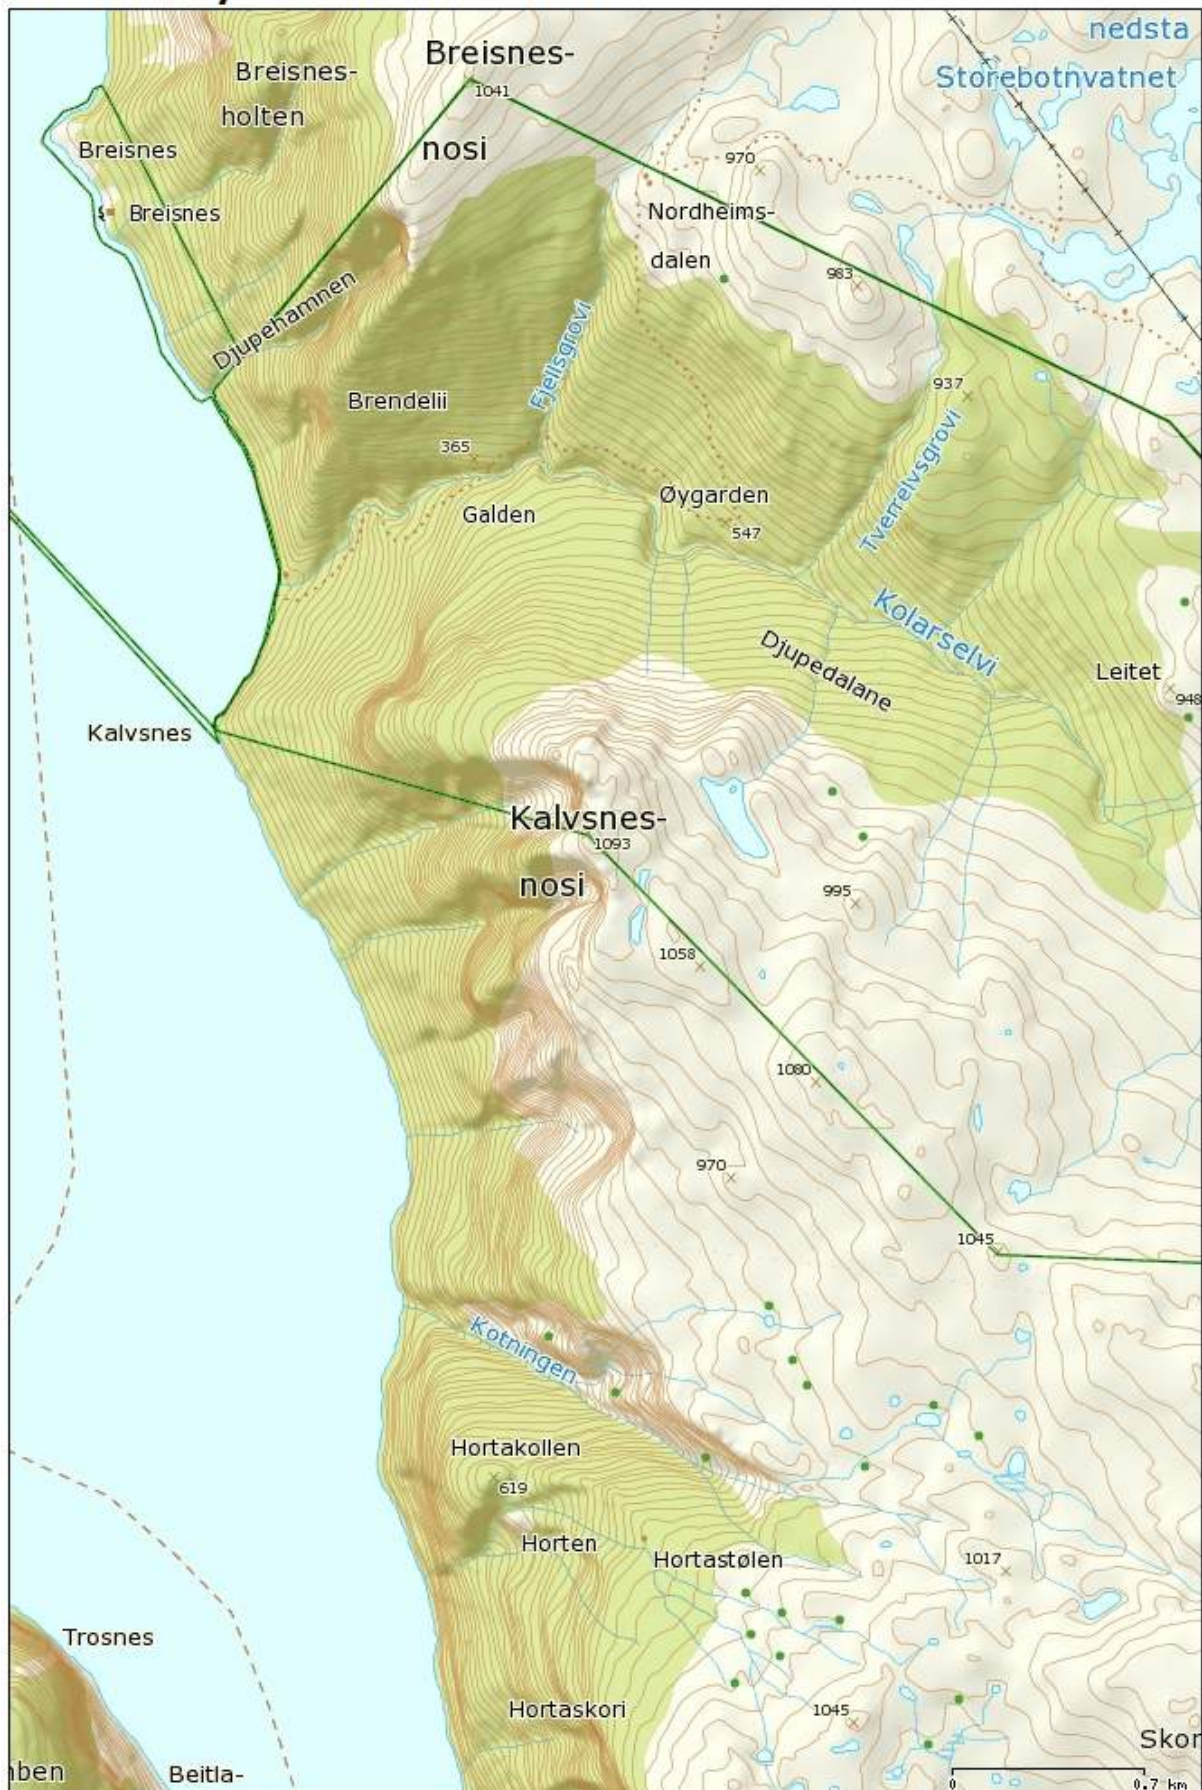 nedsta
Storebotnvatnet
Breisnes-
nosi
1041
Breisnes-
holten
Breisnes
Breisnes
970
Nordheims-
dalen
983
Djupehamnen
Fjellsgrovi
Brendelii
937
365
Tverrelvsgrovi
Øygarden
Galden
547
Kolarselvi
Djupedalane
Leitet
948
Kalvsnes
Kalvsnes-
nosi
1093
995
1058
1080
970
1045
Kotningen
Hortakollen
619
Horten
Hortastølen
1017
Trosnes
Hortaskori
1045
Skor
nben
Beitla-
0
0.7 km